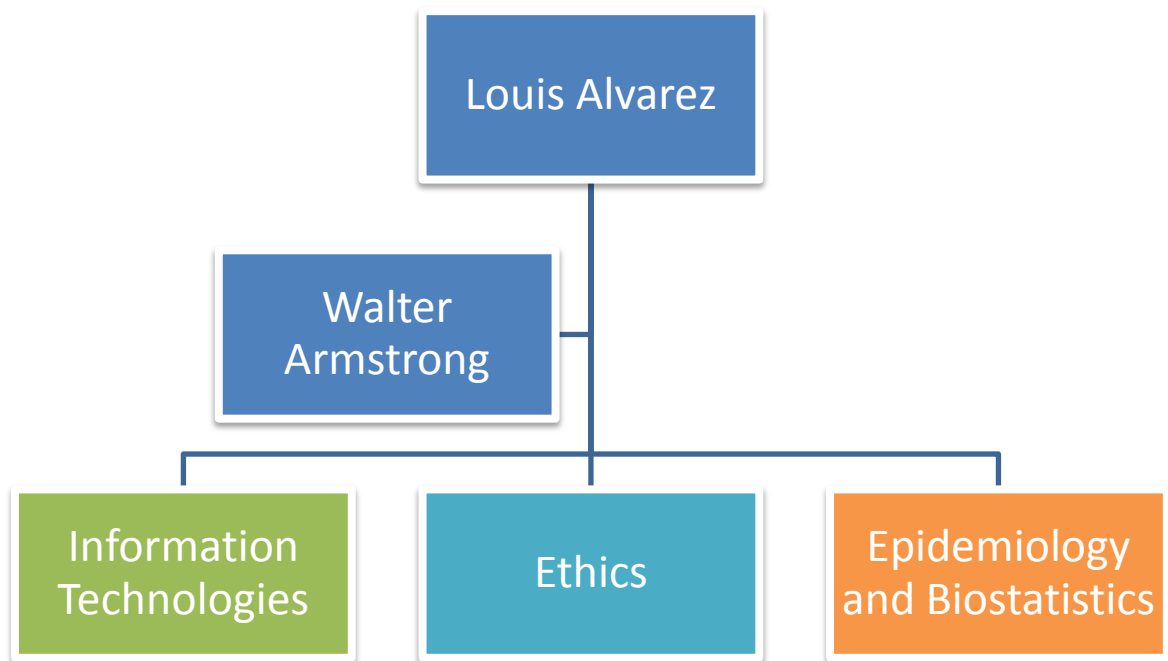 Louis Alvarez
Walter
Armstrong
Information
Technologies
Ethics
Epidemiology
and Biostatistics